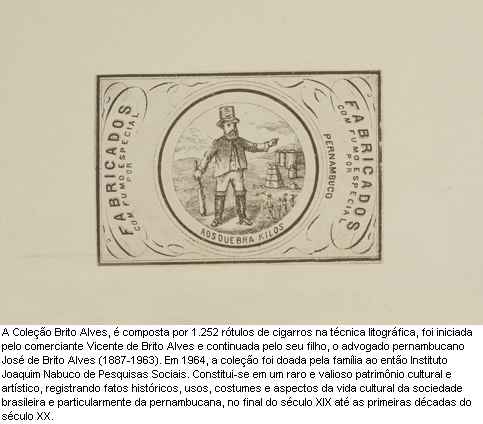 FABRICADOS
COM FUMO ESPECIAL
POR
AOS QUEBRA KILOS
FABRICADOS
COM FUMO ESPECIAL
POR
PERNAMBUCO
A Coleção Brito Alves, é composta por 1.252 rótulos de cigarros na técnica litográfica, foi iniciada
pelo comerciante Vicente de Brito Alves e continuada pelo seu filho, o advogado pernambucano
José de Brito Alves (1887-1963). Em 1964, a coleção foi doada pela família ao então Instituto
Joaquim Nabuco de Pesquisas Sociais. Constitui-se em um raro e valioso patrimônio cultural e
artístico, registrando fatos históricos, usos, costumes e aspectos da vida cultural da sociedade
brasileira e particularmente da pernambucana, no final do século XIX até as primeiras décadas do
século XX.